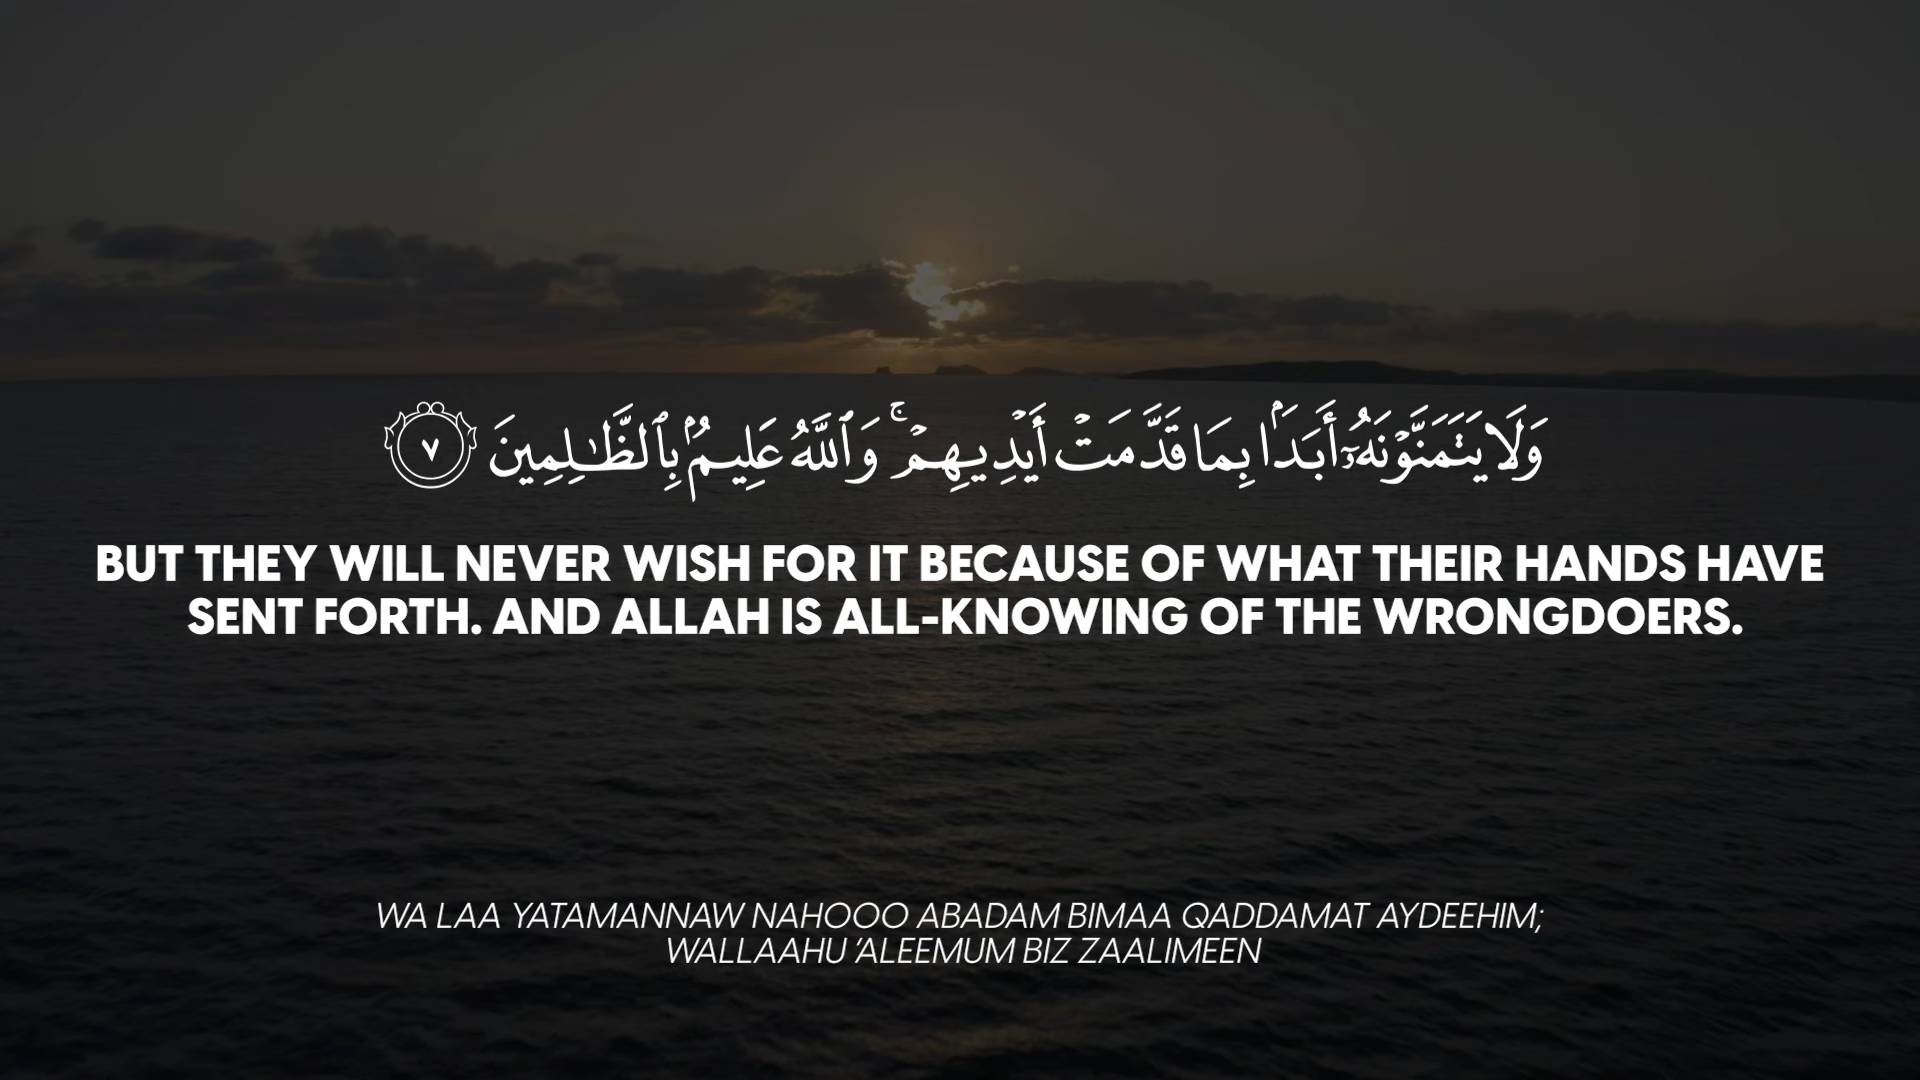 وَلَا يَتَمَنَّوْنَهُۥٓ أَبَدَۢا بِمَا قَدَّمَتْ أَيْدِيهِمْ ۚ وَٱللَّهُ عَلِيمٌۢ بِٱلظَّـٰلِمِينَ ٧
BUT THEY WILL NEVER WISH FOR IT BECAUSE OF WHAT THEIR HANDS HAVE
SENT FORTH. AND ALLAH IS ALL-KNOWING OF THE WRONGDOERS.
WA LAA YATAMANNAW NAHOOO ABADAM BIMAA QADDAMAT AYDEEHIM;
WALLAAHU ‘ALEEMUM BIZ ZAALIMEEN